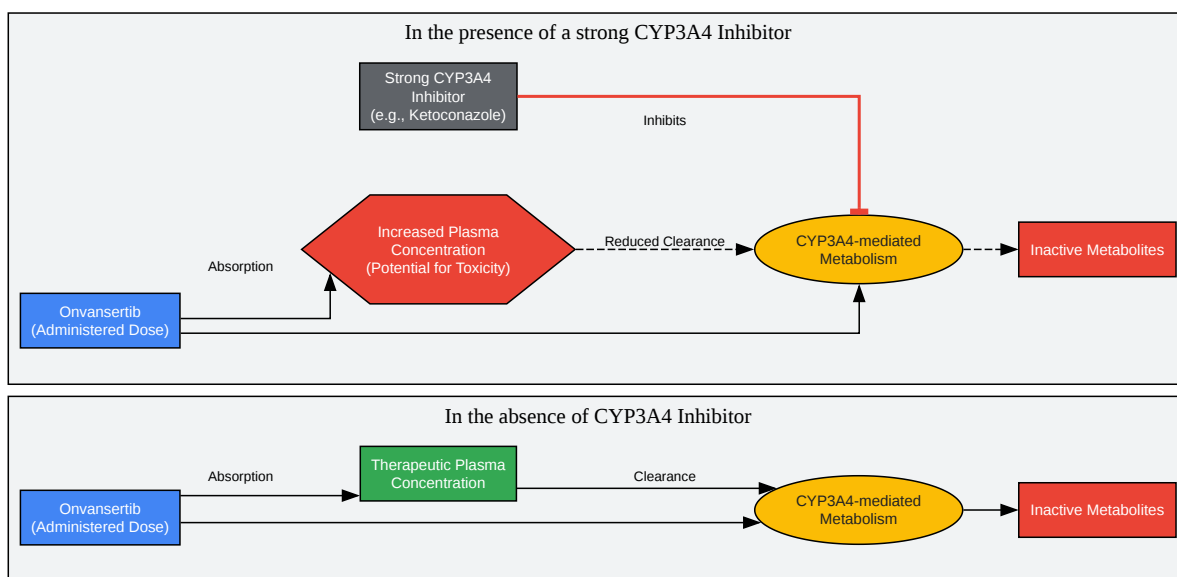 In the presence of a strong CYP3A4 Inhibitor
Strong CYP3A4
Inhibitor
(e.g., Ketoconazole)
Inhibits
Increased Plasma
Concentration
(Potential for Toxicity)
Reduced Clearance
CYP3A4-mediated
Metabolism
Inactive Metabolites
Absorption
Onvansertib
(Administered Dose)
In the absence of CYP3A4 Inhibitor
Therapeutic Plasma
Concentration
Absorption
Clearance
Onvansertib
(Administered Dose)
CYP3A4-mediated
Metabolism
Inactive Metabolites